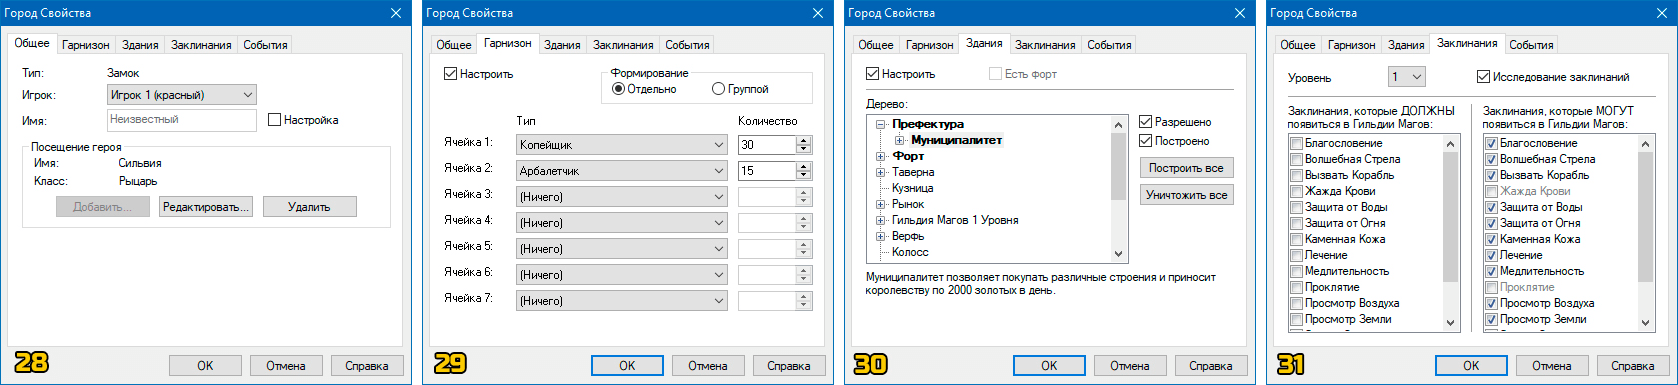 Город Свойства
Общее Гарнизон Здания Заклинания События
Тип: Замок
Игрок: Игрок 1 (красный)
Имя: Неизвестный Настройка
Посещение героя
Имя: Сильвия
Класс: Рыцарь
Добавить... Редактировать... Удалить
28 OK Отмена Справка
Город Свойства
Общее Гарнизон Здания Заклинания События
Настроить
Формирование
Отдельно Группой
Тип Количество
Ячейка 1: Копейщик 30
Ячейка 2: Арбалетчик 15
Ячейка 3: (Ничего)
Ячейка 4: (Ничего)
Ячейка 5: (Ничего)
Ячейка 6: (Ничего)
Ячейка 7: (Ничего)
29 OK Отмена Справка
Город Свойства
Общее Гарнизон Здания Заклинания События
Настроить Есть форт
Дерево:
Префектура
Муниципалитет
Форт
Таверна
Кузница
Рынок
Гильдия Магов 1 Уровня
Верфь
Колосс
Разрешено
Построено
Построить все
Уничтожить все
Муниципалитет позволяет покупать различные строения и приносит
королевству по 2000 золотых в день.
30 OK Отмена Справка
Город Свойства
Общее Гарнизон Здания Заклинания События
Уровень 1 Исследование заклинаний
Заклинания, которые ДОЛЖНЫ
появиться в Гильдии Магов:
Благословение
Волшебная Стрела
Вызвать Корабль
Жажда Крови
Защита от Воды
Защита от Огня
Каменная Кожа
Лечение
Медлительность
Проклятие
Просмотр Воздуха
Просмотр Земли
Заклинания, которые МОГУТ
появиться в Гильдии Магов:
Благословение
Волшебная Стрела
Вызвать Корабль
Жажда Крови
Защита от Воды
Защита от Огня
Каменная Кожа
Лечение
Медлительность
Проклятие
Просмотр Воздуха
Просмотр Земли
31 OK Отмена Справка